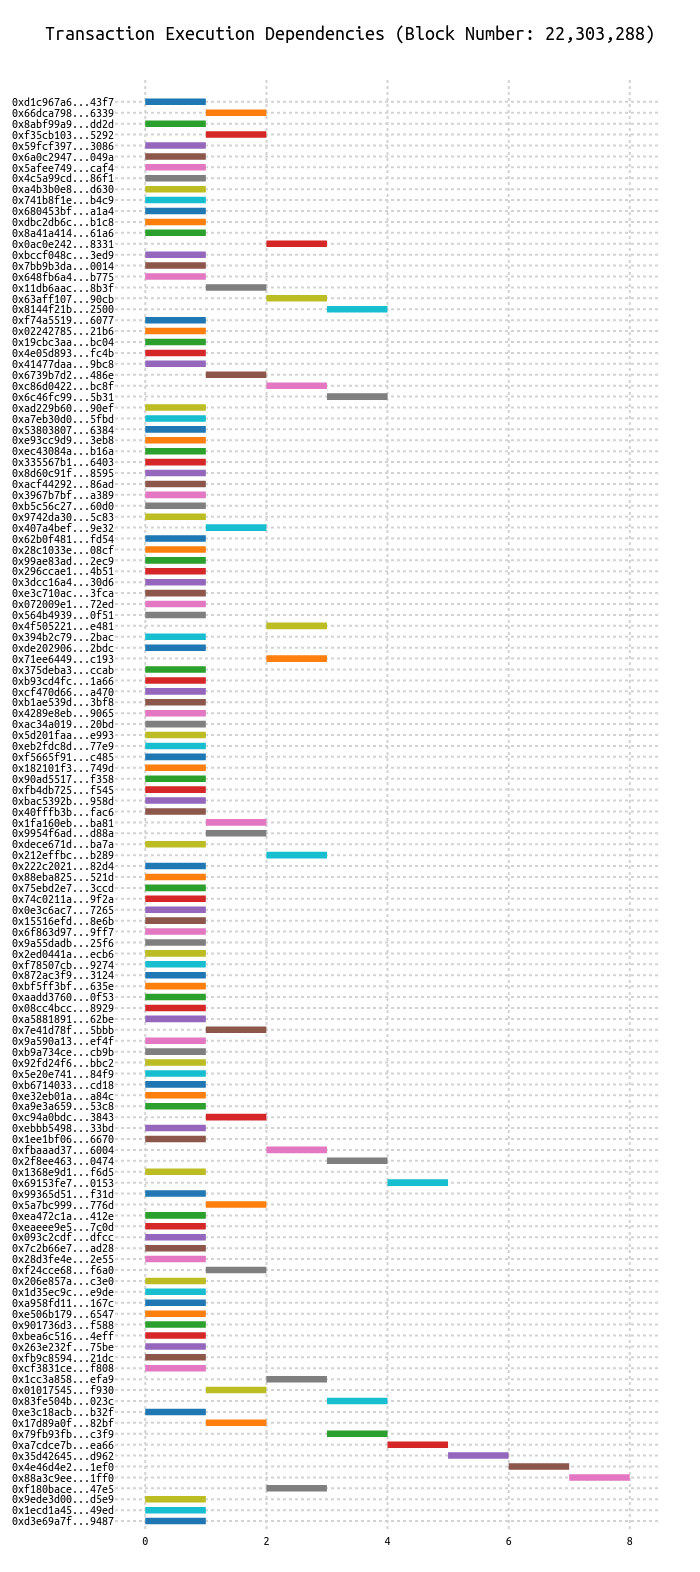 Transaction Execution Dependencies (Block Number: 22,303,288)
0xd1c967a6...43f7
0x66dca798...6339
0x8abf99a9...dd2d
0xf35cb103...5292
0x59fcf397...3086
0x6a0c2947...049a
0x5afee749...caf4
0x4c5a99cd...86f1
0xa4b3b0e8...d630
0x741b8f1e...b4c9
0x680453bf...a1a4
0xdbc2db6c...b1c8
0x8a41a414...61a6
0x0ac0e242...8331
0xbccf048c...3ed9
0x7bb9b3da...0014
0x648fb6a4...b775
0x11db6aac...8b3f
0x63aff107...90cb
0x8144f21b...2500
0xf74a5519...6077
0x02242785...21b6
0x19cbc3aa...bc04
0x4e05d893...fc4b
0x41477daa...9bc8
0x6739b7d2...486e
0xc86d0422...bc8f
0x6c46fc99...5b31
0xad229b60...90ef
0xa7eb30d0...5fbd
0x53803807...6384
0xe93cc9d9...3eb8
0xec43084a...b16a
0x335567b1...6403
0x8d60c91f...8595
0xacf44292...86ad
0x3967b7bf...a389
0xb5c56c27...60d0
0x9742da30...5c83
0x407a4bef...9e32
0x62b0f481...fd54
0x28c1033e...08cf
0x99ae83ad...2ec9
0x296ccae1...4b51
0x3dcc16a4...30d6
0xe3c710ac...3fca
0x072009e1...72ed
0x564b4939...0f51
0x4f505221...e481
0x394b2c79...2bac
0xde202906...2bdc
0x71ee6449...c193
0x375deba3...ccab
0xb93cd4fc...1a66
0xcf470d66...a470
0xb1ae539d...3bf8
0x4289e8eb...9065
0xac34a019...20bd
0x5d201faa...e993
0xeb2fdc8d...77e9
0xf5665f91...c485
0x182101f3...749d
0x90ad5517...f358
0xfb4db725...f545
0xbac5392b...958d
0x40fffb3b...fac6
0x1fa160eb...ba81
0x9954f6ad...d88a
0xdece671d...ba7a
0x212effbc...b289
0x222c2021...82d4
0x88eba825...521d
0x75ebd2e7...3ccd
0x74c0211a...9f2a
0x0e3c6ac7...7265
0x15516efd...8e6b
0x6f863d97...9ff7
0x9a55dadb...25f6
0x2ed0441a...ecb6
0xf78507cb...9274
0x872ac3f9...3124
0xbf5ff3bf...635e
0xaadd3760...0f53
0x08cc4bcc...8929
0xa5881891...62be
0x7e41d78f...5bbb
0x9a590a13...ef4f
0xb9a734ce...cb9b
0x92fd24f6...bbc2
0x5e20e741...84f9
0xb6714033...cd18
0xe32eb01a...a84c
0xa9e3a659...53c8
0xc94a0bdc...3843
0xebbb5498...33bd
0x1ee1bf06...6670
0xfbaaad37...6004
0x2f8ee463...0474
0x1368e9d1...f6d5
0x69153fe7...0153
0x99365d51...f31d
0x5a7bc999...776d
0xea472c1a...412e
0xeaeee9e5...7c0d
0x093c2cdf...dfcc
0x7c2b66e7...ad28
0x28d3fe4e...2e55
0xf24cce68...f6a0
0x206e857a...c3e0
0x1d35ec9c...e9de
0xa958fd11...167c
0xe506b179...6547
0x901736d3...f588
0xbea6c516...4eff
0x263e232f...75be
0xfb9c8594...21dc
0xcf3831ce...f808
0x1cc3a858...efa9
0x01017545...f930
0x83fe504b...023c
0xe3c18acb...b32f
0x17d89a0f...82bf
0x79fb93fb...c3f9
0xa7cdce7b...ea66
0x35d42645...d962
0x4e46d4e2...1ef0
0x88a3c9ee...1ff0
0xf180bace...47e5
0x9ede3d00...d5e9
0x1ecd1a45...49ed
0xd3e69a7f...9487
0 2 4 6 8